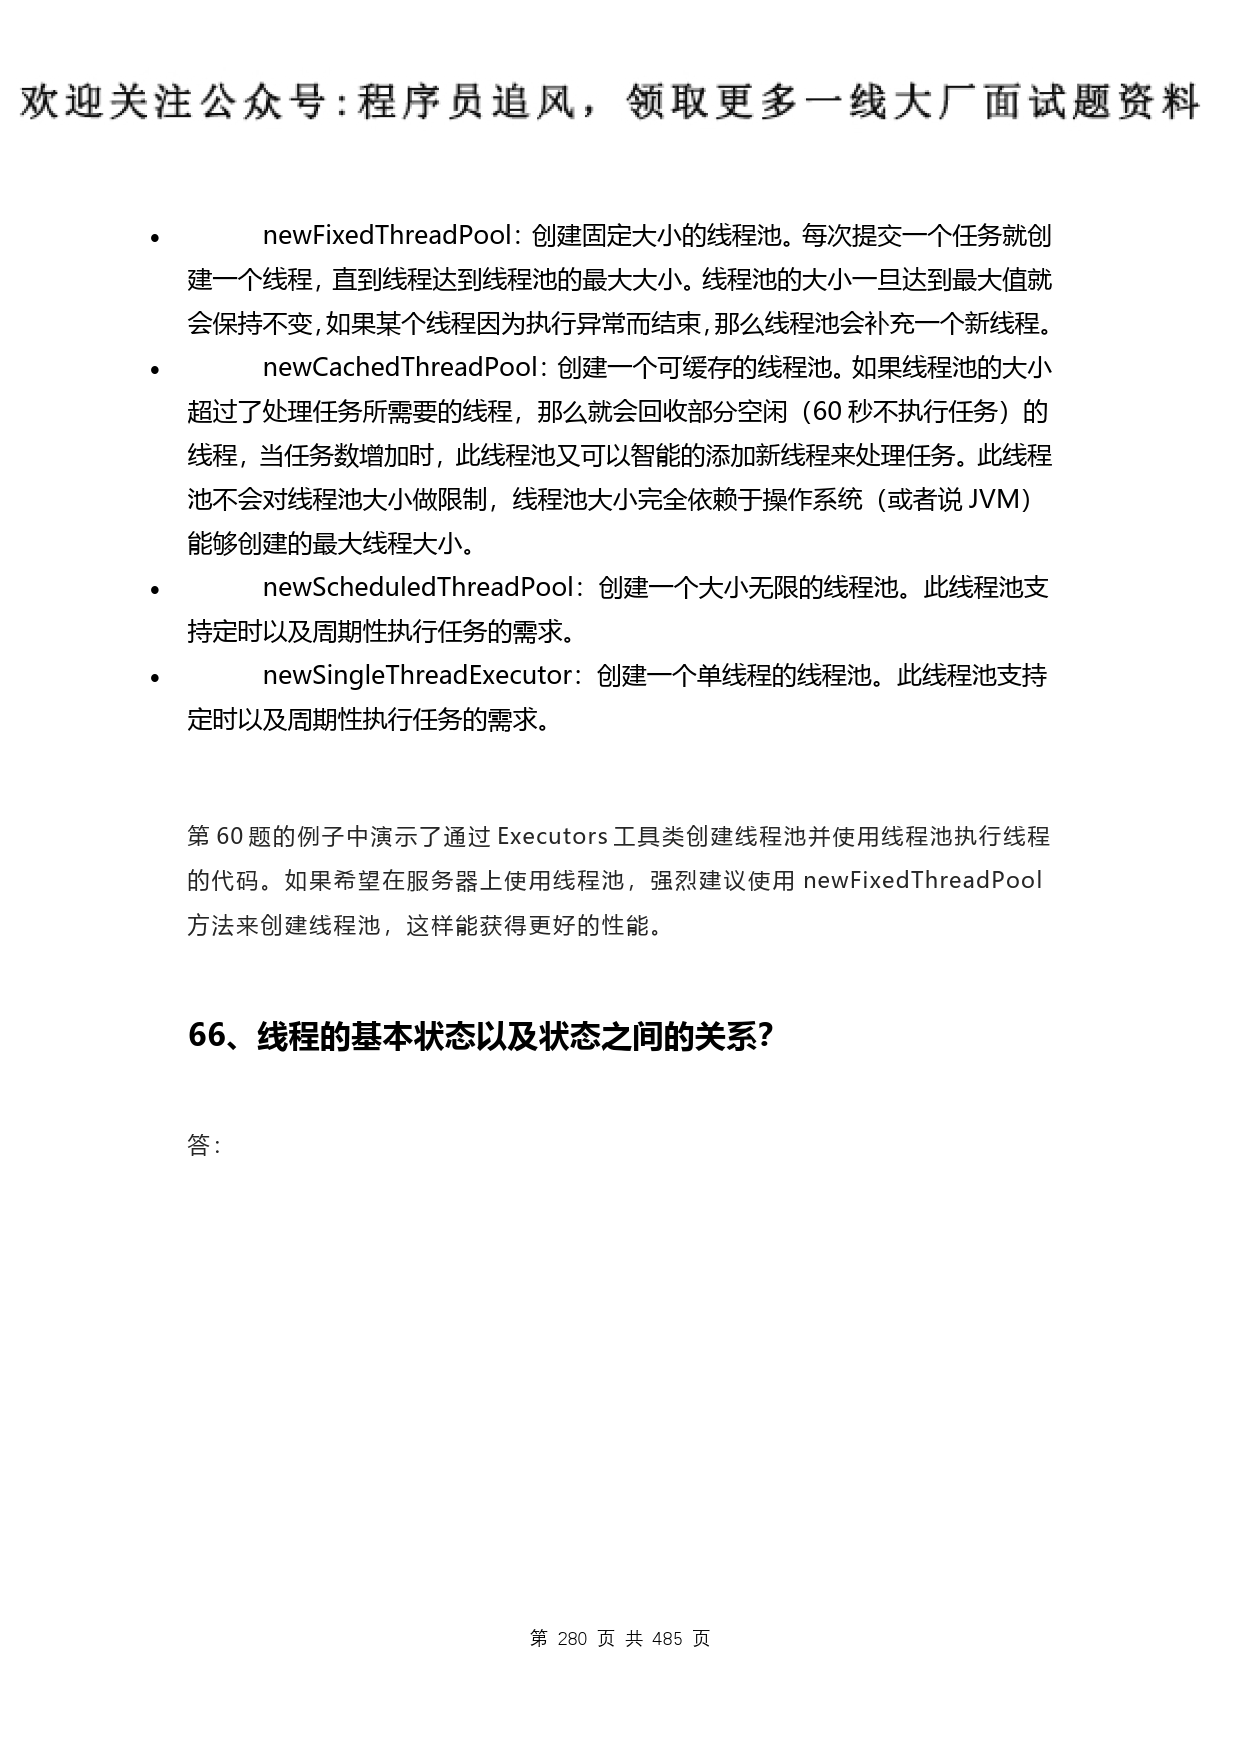 欢迎关注公众号:程序员追风，领取更多一线大厂面试题资料
• newFixedThreadPool：创建固定大小的线程池。每次提交一个任务就创
建一个线程，直到线程达到线程池的最大大小。线程池的大小一旦达到最大值就
会保持不变，如果某个线程因为执行异常而结束，那么线程池会补充一个新线程。
• newCachedThreadPool：创建一个可缓存的线程池。如果线程池的大小
超过了处理任务所需要的线程，那么就会回收部分空闲（60 秒不执行任务）的
线程，当任务数增加时，此线程池又可以智能的添加新线程来处理任务。此线程
池不会对线程池大小做限制，线程池大小完全依赖于操作系统（或者说 JVM）
能够创建的最大线程大小。
• newScheduledThreadPool：创建一个大小无限的线程池。此线程池支
持定时以及周期性执行任务的需求。
• newSingleThreadExecutor：创建一个单线程的线程池。此线程池支持
定时以及周期性执行任务的需求。
第 60 题的例子中演示了通过 Executors 工具类创建线程池并使用线程池执行线程
的代码。如果希望在服务器上使用线程池，强烈建议使用 newFixedThreadPool
方法来创建线程池，这样能获得更好的性能。
66、线程的基本状态以及状态之间的关系？
答：
第 280 页 共 485 页